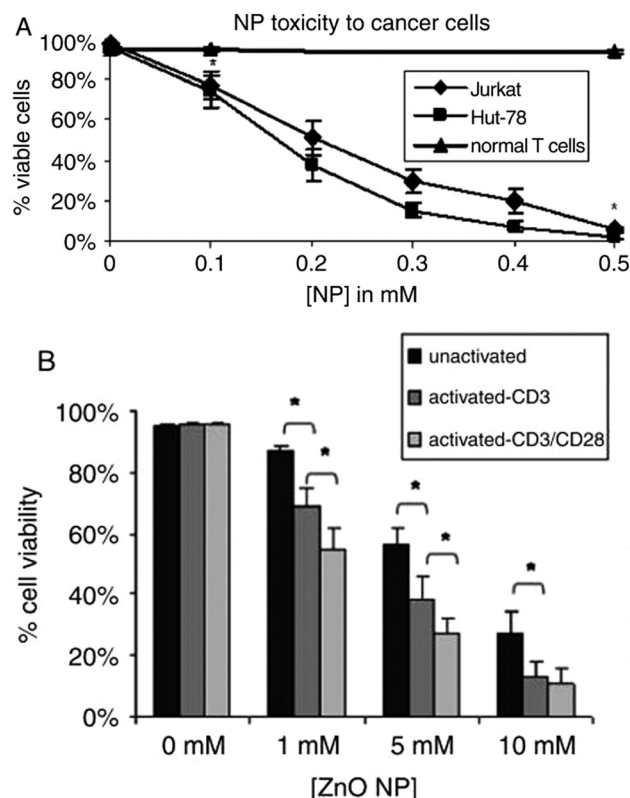 A
NP toxicity to cancer cells
100%
80%
60%
40%
20%
0%
% viable cells
*
*
Jurkat
Hut-78
normal T cells
0 0.1 0.2 0.3 0.4 0.5
[NP] in mM
B
unactivated
activated-CD3
activated-CD3/CD28
100%
80%
60%
40%
20%
0%
% cell viability
*
*
*
*
*
0 mM 1 mM 5 mM 10 mM
[ZnO NP]